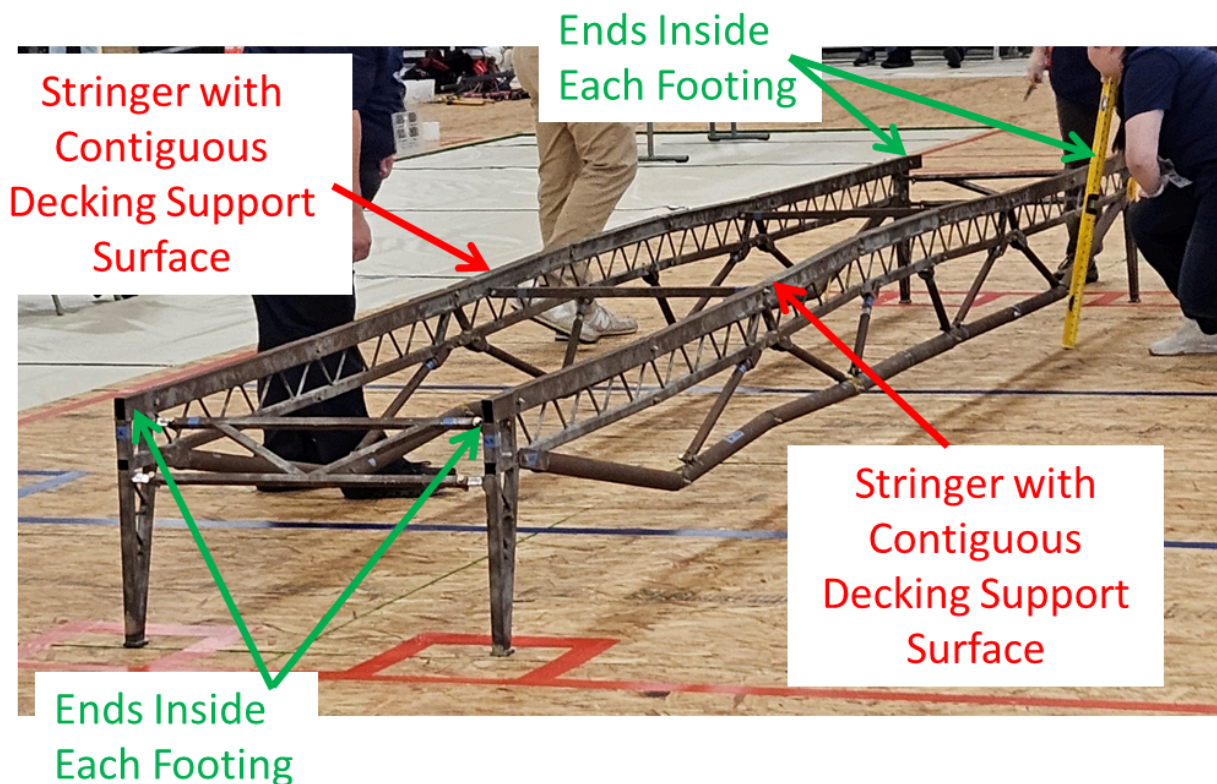 Ends Inside
Each Footing
Stringer with
Contiguous
Decking Support
Surface
Stringer with
Contiguous
Decking Support
Surface
Ends Inside
Each Footing